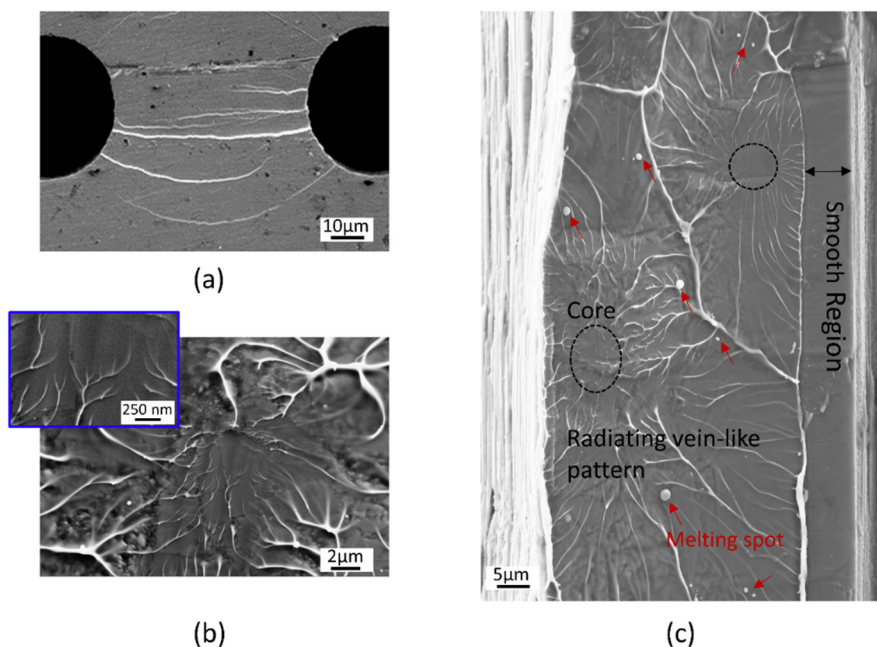 10μm
(a)
250 nm
2μm
(b)
Core
Radiating vein-like
pattern
Melting spot
Smooth Region
5μm
(c)